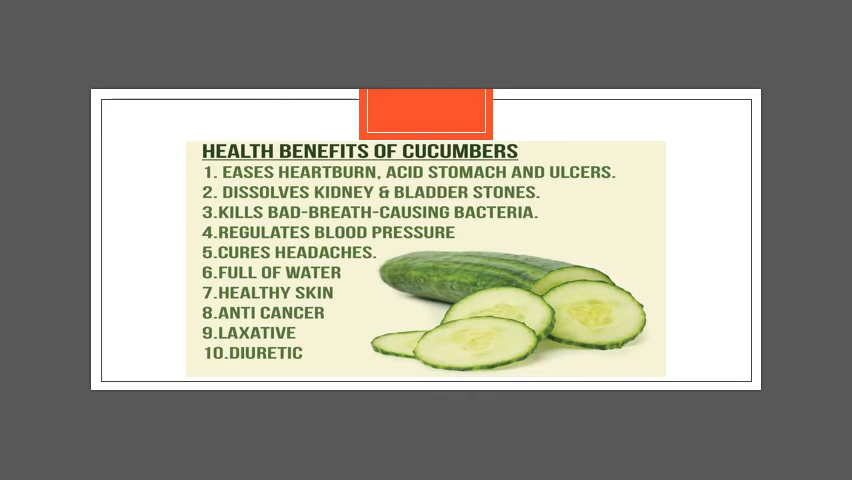 HEALTH BENEFITS OF CUCUMBERS
1. EASES HEARTBURN, ACID STOMACH AND ULCERS.
2. DISSOLVES KIDNEY & BLADDER STONES.
3.KILLS BAD-BREATH-CAUSING BACTERIA.
4.REGULATES BLOOD PRESSURE
5.CURES HEADACHES.
6.FULL OF WATER
7.HEALTHY SKIN
8.ANTI CANCER
9.LAXATIVE
10.DIURETIC